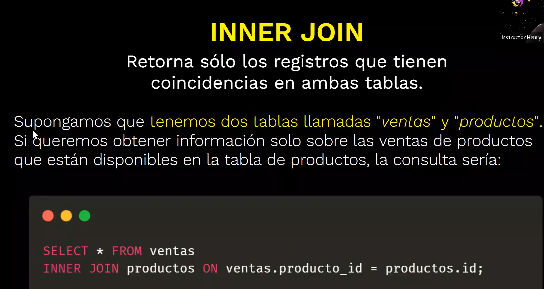 INNER JOIN
Retorna sólo los registros que tienen
coincidencias en ambas tablas.
Supongamos que tenemos dos tablas llamadas "ventas" y "productos".
Si queremos obtener información solo sobre las ventas de productos
que están disponibles en la tabla de productos, la consulta sería:
SELECT * FROM ventas
INNER JOIN productos ON ventas.producto_id = productos.id;